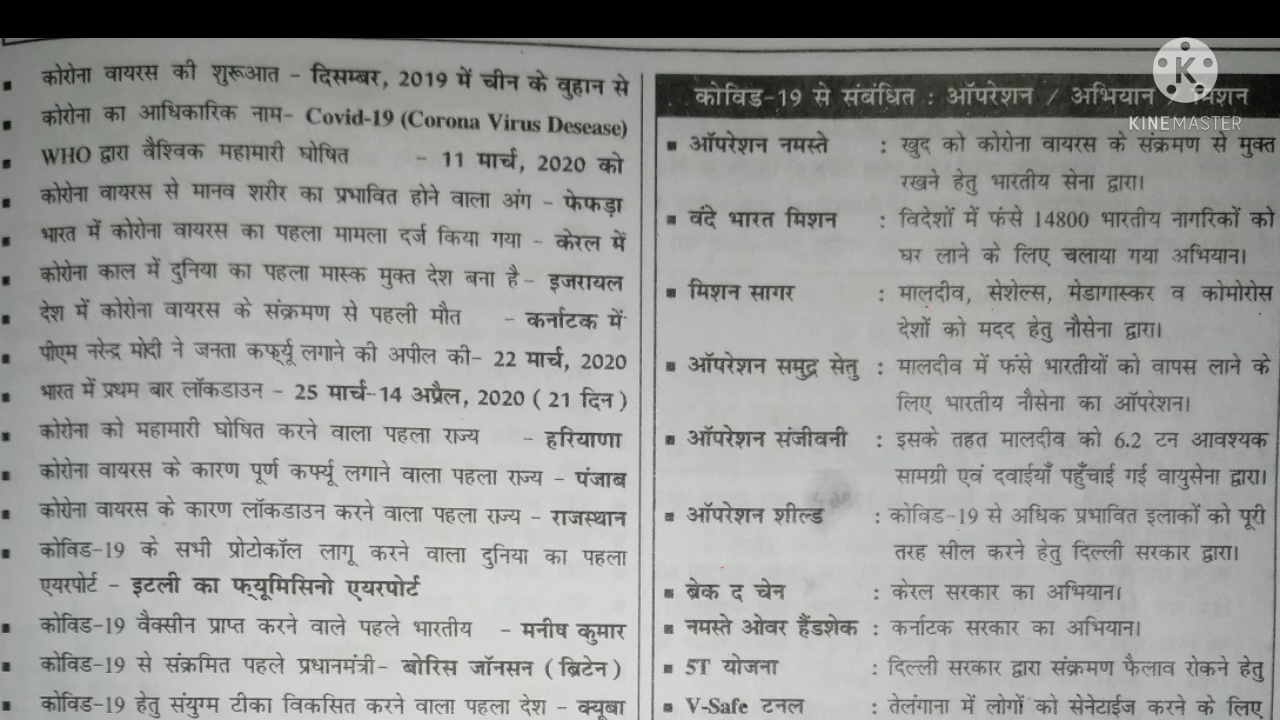 कोरोना वायरस की शुरूआत – दिसम्बर, 2019 में चीन के वुहान से
कोरोना का आधिकारिक नाम– Covid-19 (Corona Virus Desease)
WHO द्वारा वैश्विक महामारी घोषित – 11 मार्च, 2020 को
कोरोना वायरस से मानव शरीर का प्रभावित होने वाला अंग – फेफड़ा
भारत में कोरोना वायरस का पहला मामला दर्ज किया गया – केरल में
कोरोना काल में दुनिया का पहला मास्क मुक्त देश बना है – इजरायल
देश में कोरोना वायरस के संक्रमण से पहली मौत – कर्नाटक में
पीएम नरेन्द्र मोदी ने जनता कर्फ्यू लगाने की अपील की– 22 मार्च, 2020
भारत में प्रथम बार लॉकडाउन – 25 मार्च–14 अप्रैल, 2020 ( 21 दिन )
कोरोना को महामारी घोषित करने वाला पहला राज्य – हरियाणा
कोरोना वायरस के कारण पूर्ण कर्फ्यू लगाने वाला पहला राज्य – पंजाब
कोरोना वायरस के कारण लॉकडाउन करने वाला पहला राज्य – राजस्थान
कोविड-19 के सभी प्रोटोकॉल लागू करने वाला दुनिया का पहला
एयरपोर्ट – इटली का फ्यूमिसिनो एयरपोर्ट
कोविड-19 वैक्सीन प्राप्त करने वाले पहले भारतीय – मनीष कुमार
कोविड-19 से संक्रमित पहले प्रधानमंत्री– बोरिस जॉनसन ( ब्रिटेन )
कोविड-19 हेतु संयुग्म टीका विकसित करने वाला पहला देश – क्यूबा
कोविड-19 से संबंधित : ऑपरेशन / अभियान / मिशन
ऑपरेशन नमस्ते : खुद को कोरोना वायरस के संक्रमण से मुक्त
रखने हेतु भारतीय सेना द्वारा।
वंदे भारत मिशन : विदेशों में फंसे 14800 भारतीय नागरिकों को
घर लाने के लिए चलाया गया अभियान।
मिशन सागर : मालदीव, सेशेल्स, मेडागास्कर व कोमोरोस
देशों को मदद हेतु नौसेना द्वारा।
ऑपरेशन समुद्र सेतु : मालदीव में फंसे भारतीयों को वापस लाने के
लिए भारतीय नौसेना का ऑपरेशन।
ऑपरेशन संजीवनी : इसके तहत मालदीव को 6.2 टन आवश्यक
सामग्री एवं दवाईयाँ पहुँचाई गई वायुसेना द्वारा।
ऑपरेशन शील्ड : कोविड-19 से अधिक प्रभावित इलाकों को पूरी
तरह सील करने हेतु दिल्ली सरकार द्वारा।
ब्रेक द चेन : केरल सरकार का अभियान।
नमस्ते ओवर हैंडशेक : कर्नाटक सरकार का अभियान।
5T योजना : दिल्ली सरकार द्वारा संक्रमण फैलाव रोकने हेतु
V-Safe टनल : तेलंगाना में लोगों को सेनेटाईज करने के लिए
K
KINEMASTER